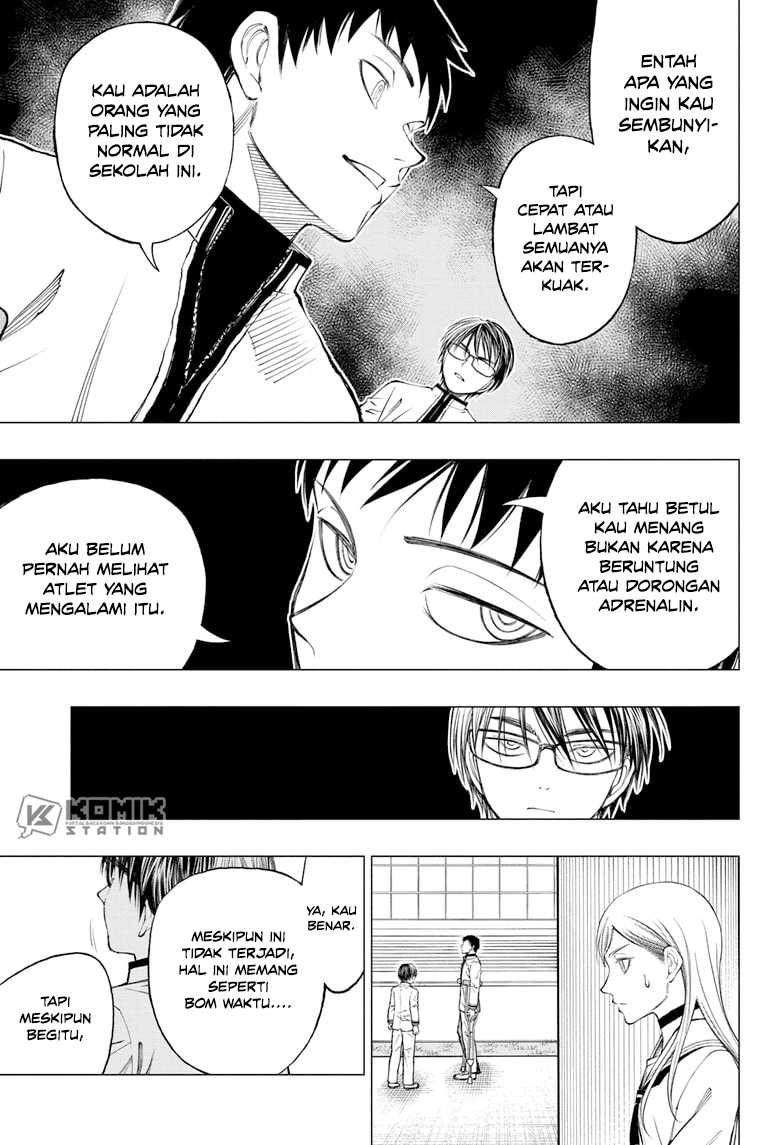 ENTAH
APA YANG
INGIN KAU
SEMBUNYI-
KAN,
TAPI
CEPAT ATAU
LAMBAT
SEMUANYA
AKAN TER-
KUAK.
KAU ADALAH
ORANG YANG
PALING TIDAK
NORMAL DI
SEKOLAH INI.
AKU TAHU BETUL
KAU MENANG
BUKAN KARENA
BERUNTUNG
ATAU DORONGAN
ADRENALIN.
AKU BELUM
PERNAH MELIHAT
ATLET YANG
MENGALAMI ITU.
KOMIK
STATION
YA, KAU
BENAR.
MESKIPUN INI
TIDAK TERJADI,
HAL INI MEMANG
SEPERTI
BOM WAKTU....
TAPI
MESKIPUN
BEGITU,